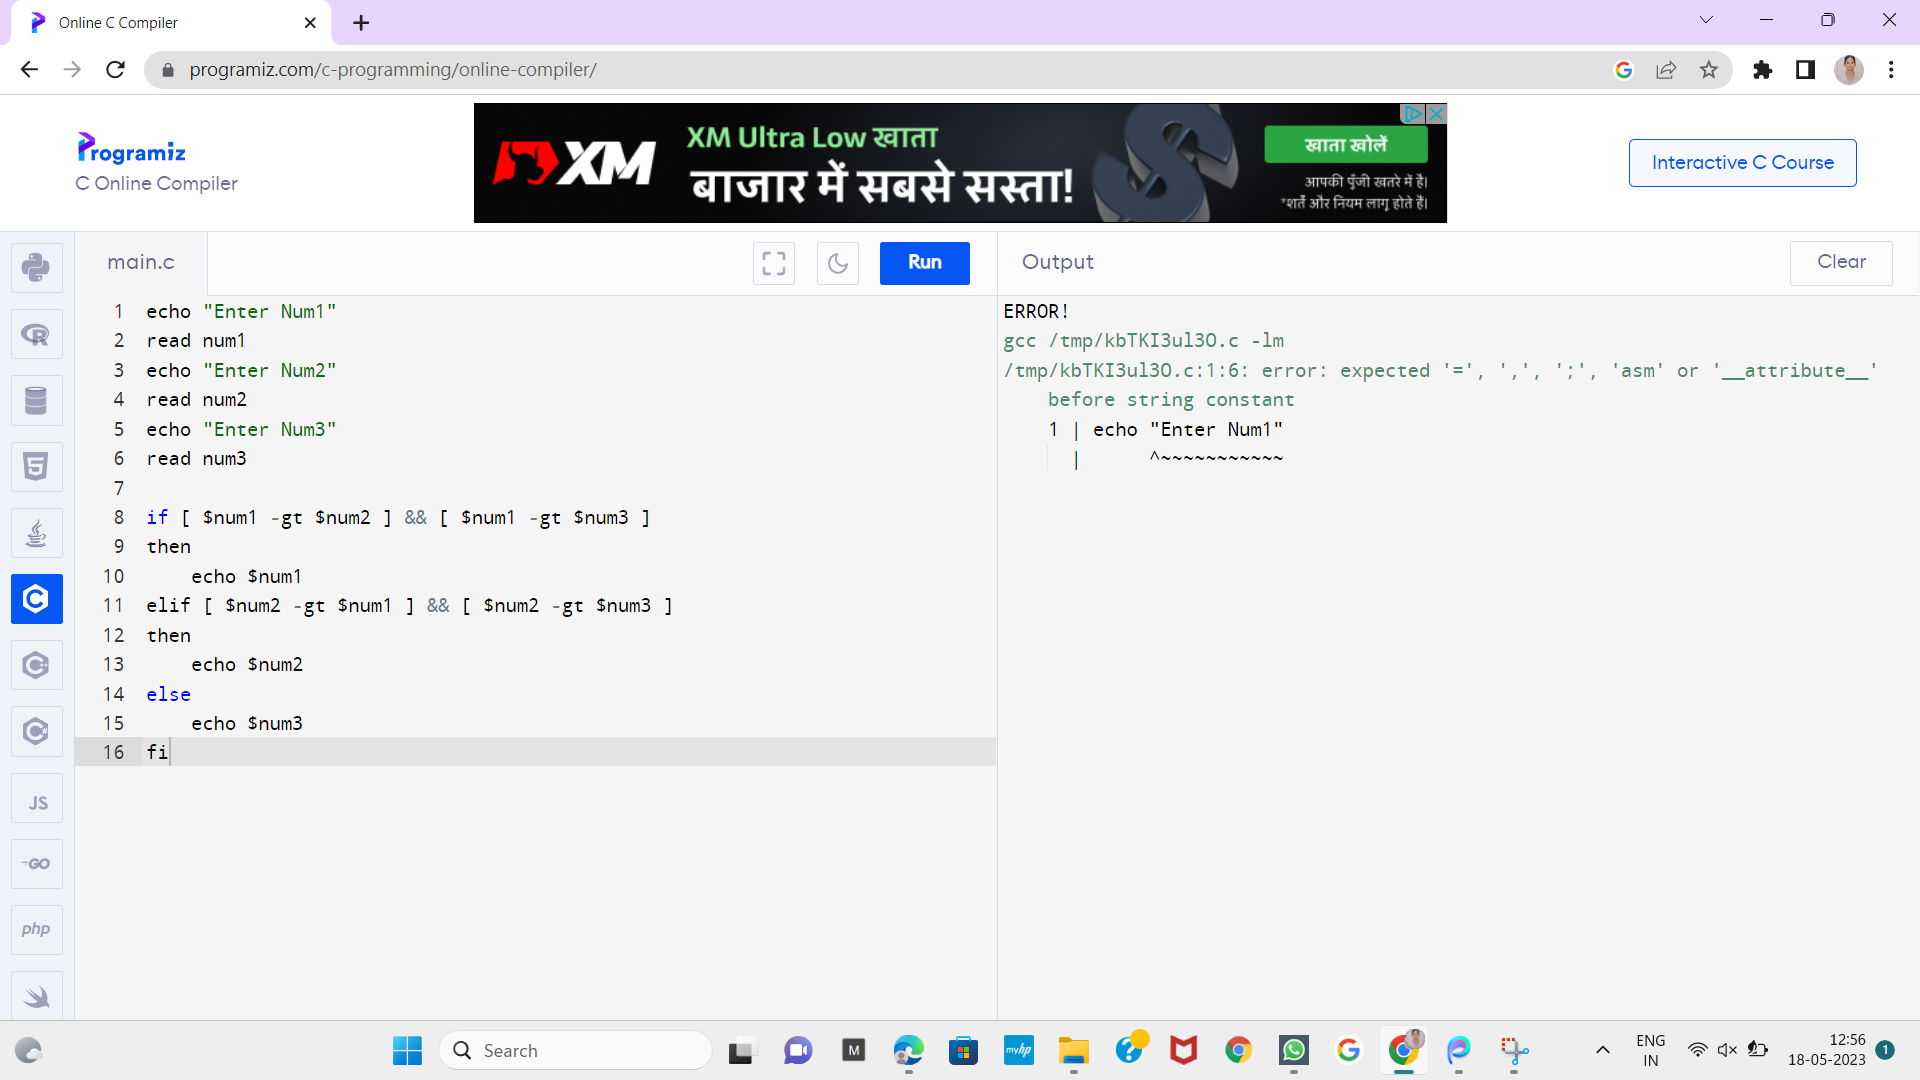 Online C Compiler
programiz.com/c-programming/online-compiler/
Programiz
C Online Compiler
XM
XM Ultra Low खाता
बाजार में सबसे सस्ता!
खाता खोलें
आपकी पूँजी खतरे में है।
*शर्तें और नियम लागू होते हैं।
Interactive C Course
main.c
Run
Output
Clear
1 echo "Enter Num1"
2 read num1
3 echo "Enter Num2"
4 read num2
5 echo "Enter Num3"
6 read num3
7
8 if [ $num1 -gt $num2 ] && [ $num1 -gt $num3 ]
9 then
10     echo $num1
11 elif [ $num2 -gt $num1 ] && [ $num2 -gt $num3 ]
12 then
13     echo $num2
14 else
15     echo $num3
16 fi
ERROR!
gcc /tmp/kbTKI3ul3O.c -lm
/tmp/kbTKI3ul3O.c:1:6: error: expected '=', ',', ';', 'asm' or '__attribute__'
    before string constant
    1 | echo "Enter Num1"
      |      ^~~~~~~~~~~~
R
5
C
JS
GO
php
Search
M
myhp
ENG
IN
12:56
18-05-2023
1